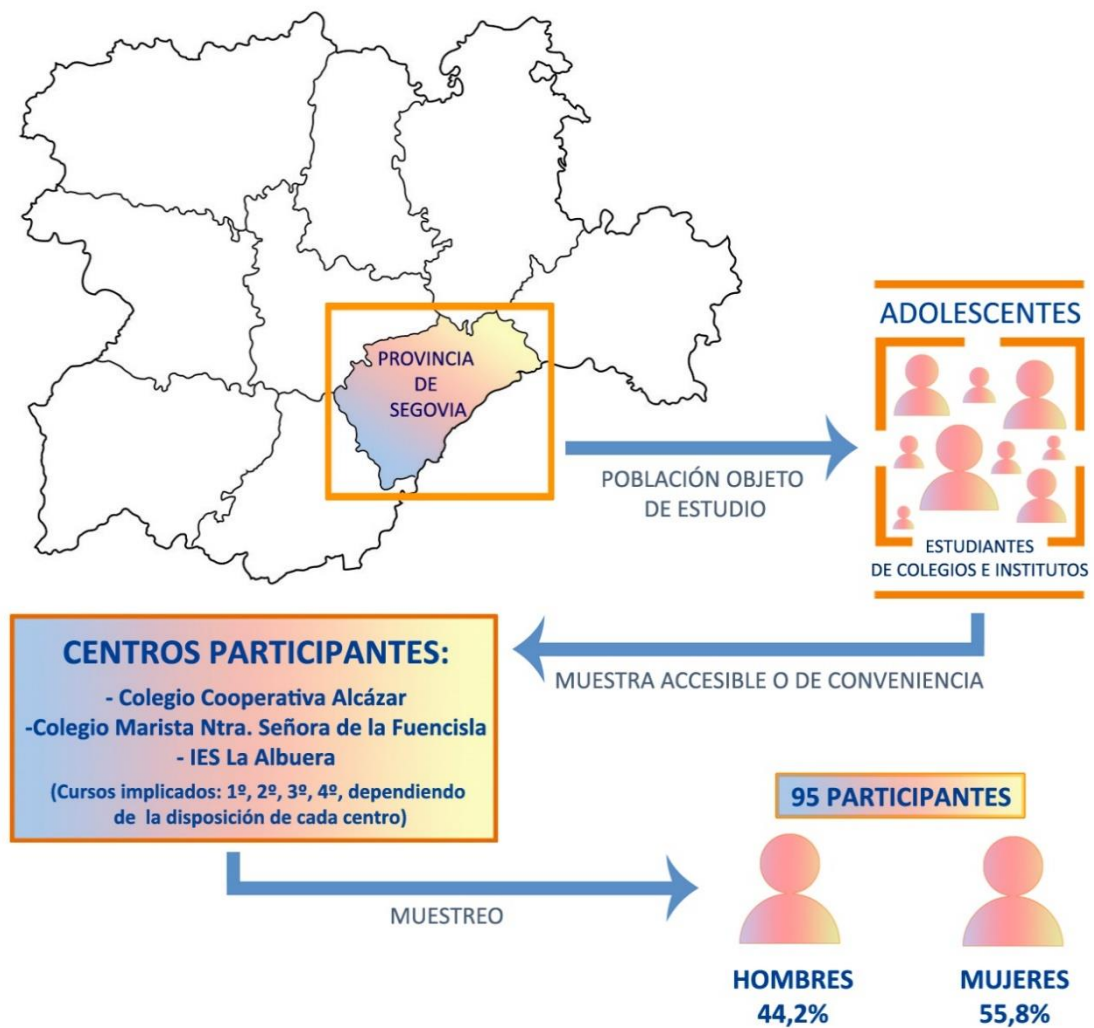 PROVINCIA
DE
SEGOVIA
POBLACIÓN OBJETO
DE ESTUDIO
ADOLESCENTES
ESTUDIANTES
DE COLEGIOS E INSTITUTOS
MUESTRA ACCESIBLE O DE CONVENIENCIA
CENTROS PARTICIPANTES:
- Colegio Cooperativa Alcázar
-Colegio Marista Ntra. Señora de la Fuencisla
- IES La Albuera
(Cursos implicados: 1º, 2º, 3º, 4º, dependiendo
de la disposición de cada centro)
MUESTREO
95 PARTICIPANTES
HOMBRES
44,2%
MUJERES
55,8%